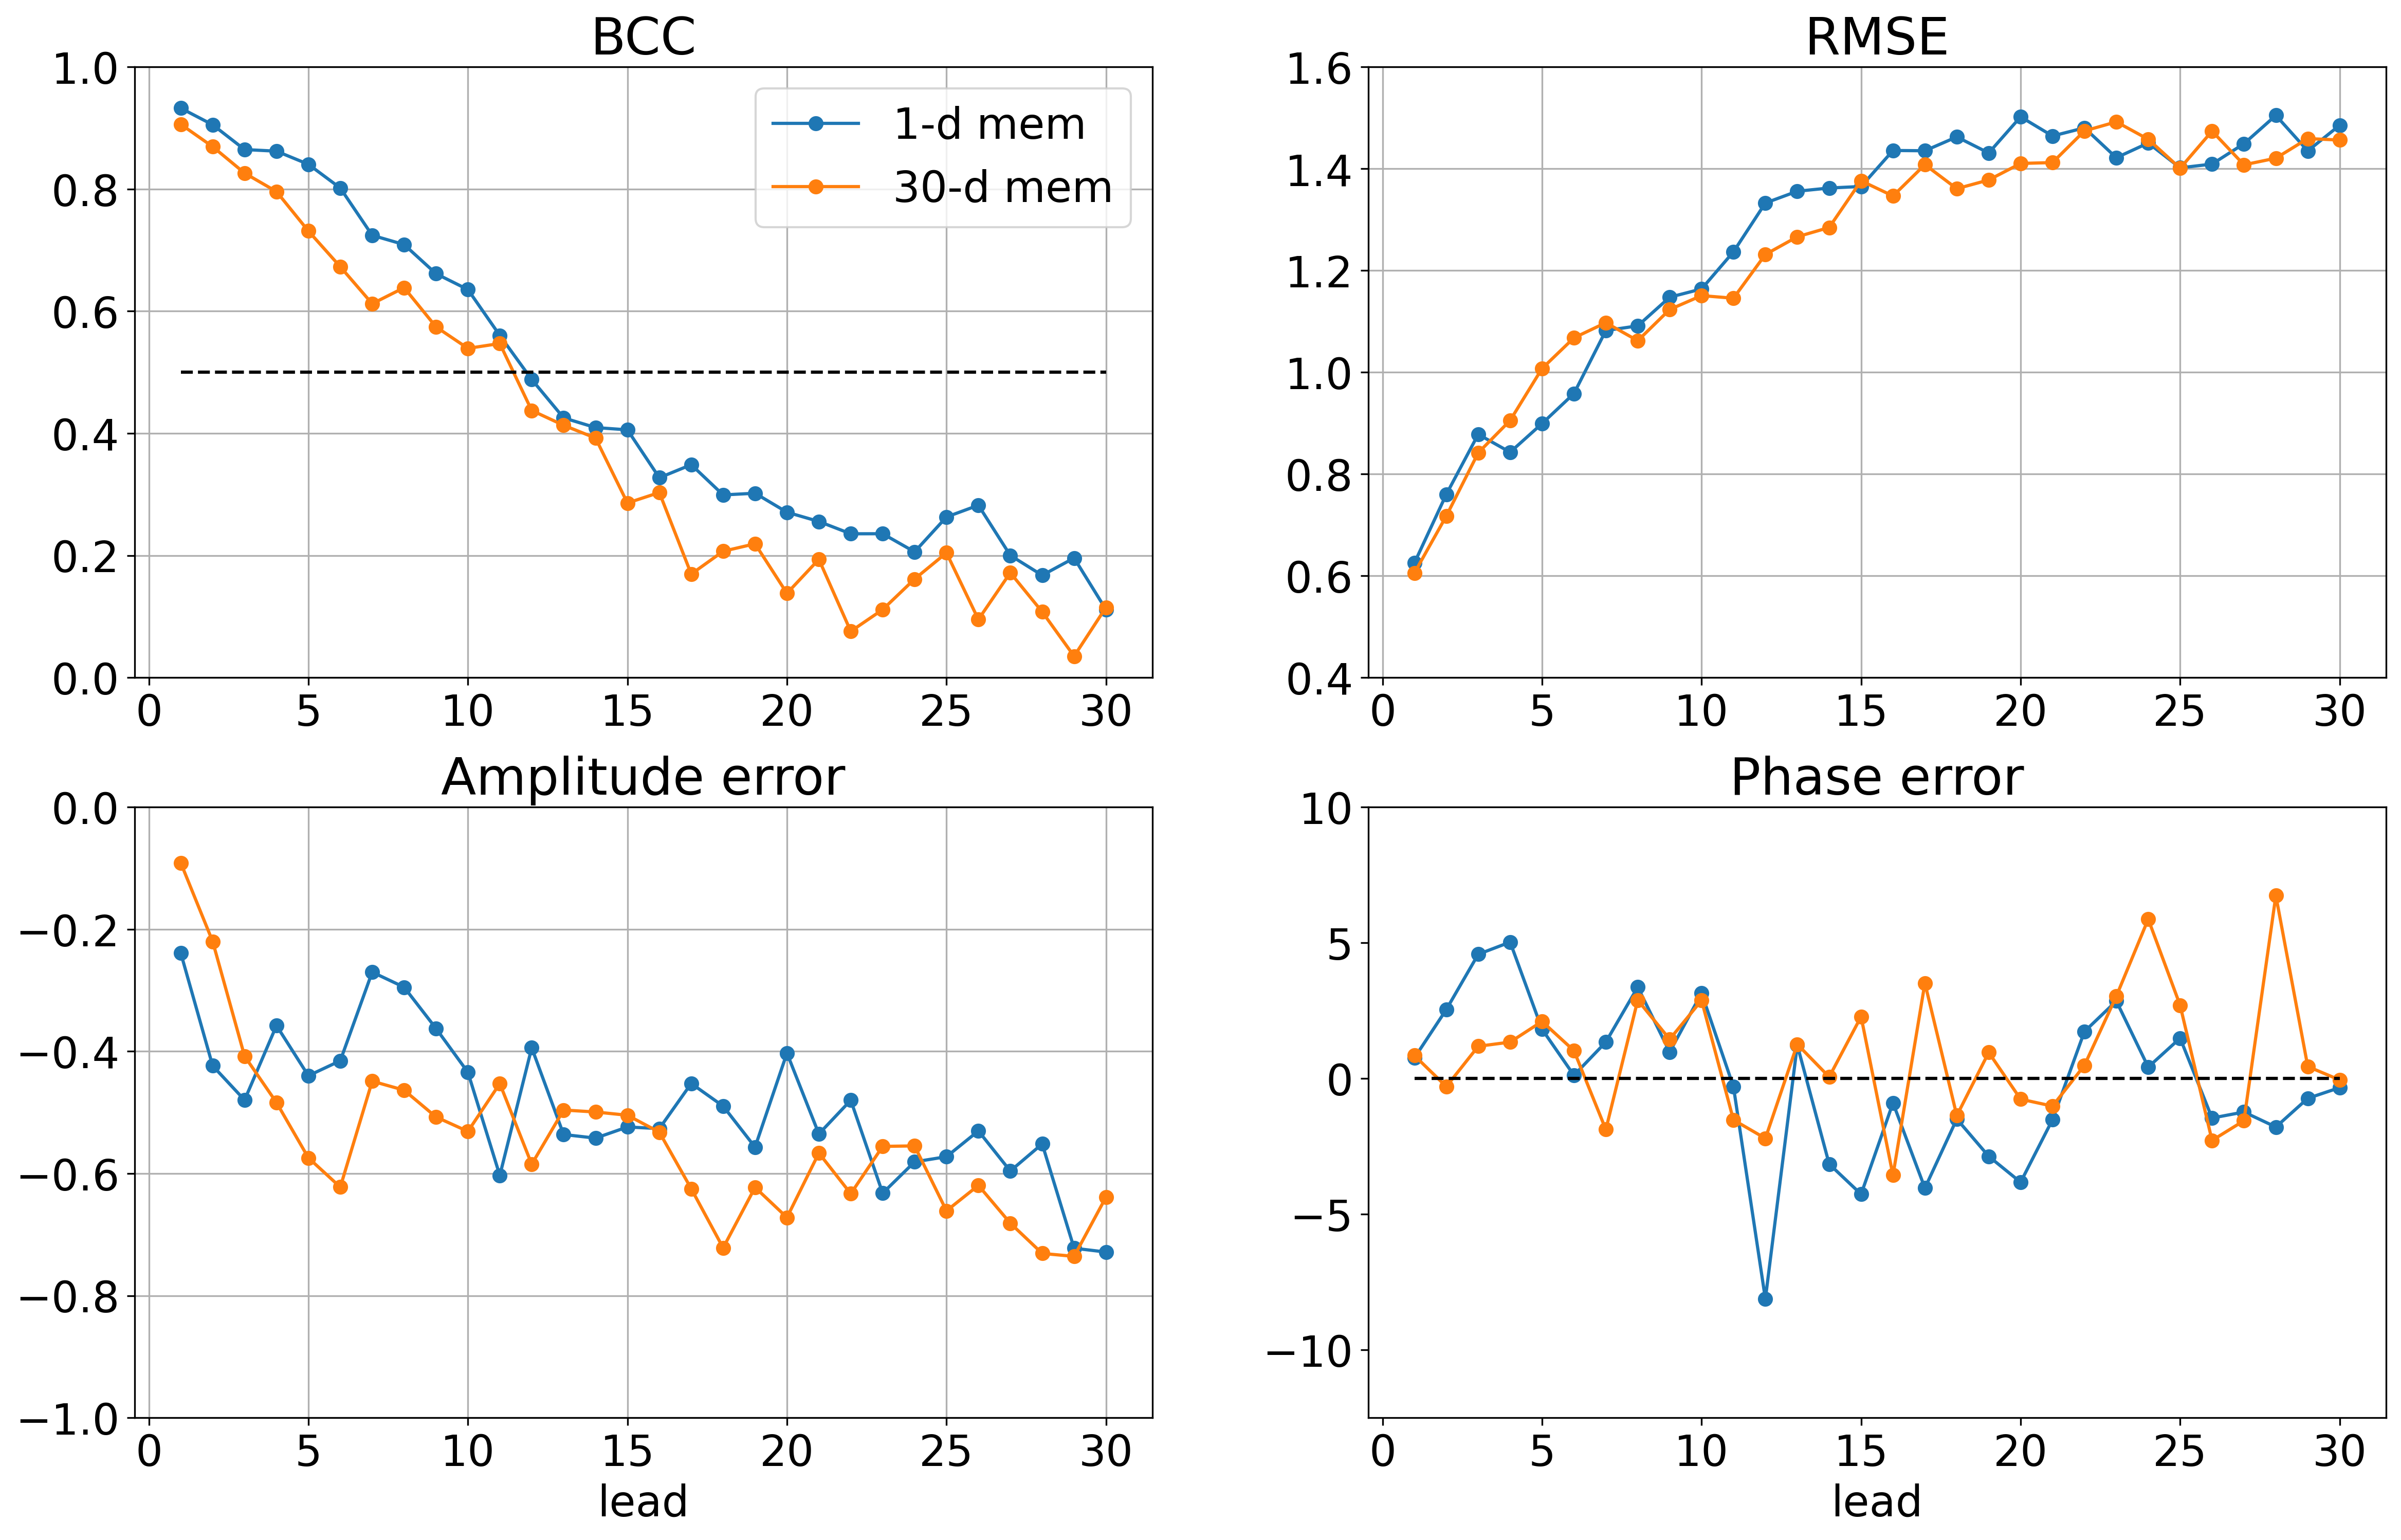 BCC
1.0
0.8
0.6
0.4
0.2
0.0
0 5 10 15 20 25 30
1-d mem
30-d mem
RMSE
1.6
1.4
1.2
1.0
0.8
0.6
0.4
0 5 10 15 20 25 30
Amplitude error
0.0
−0.2
−0.4
−0.6
−0.8
−1.0
0 5 10 15 20 25 30
lead
Phase error
10
5
0
−5
−10
0 5 10 15 20 25 30
lead